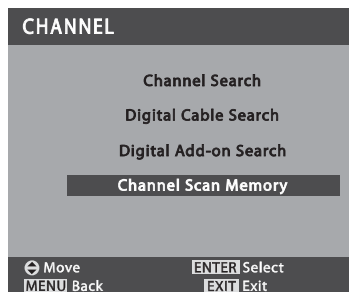 CHANNEL
Channel Search
Digital Cable Search
Digital Add-on Search
Channel Scan Memory
Move ENTER Select
MENU Back EXIT Exit